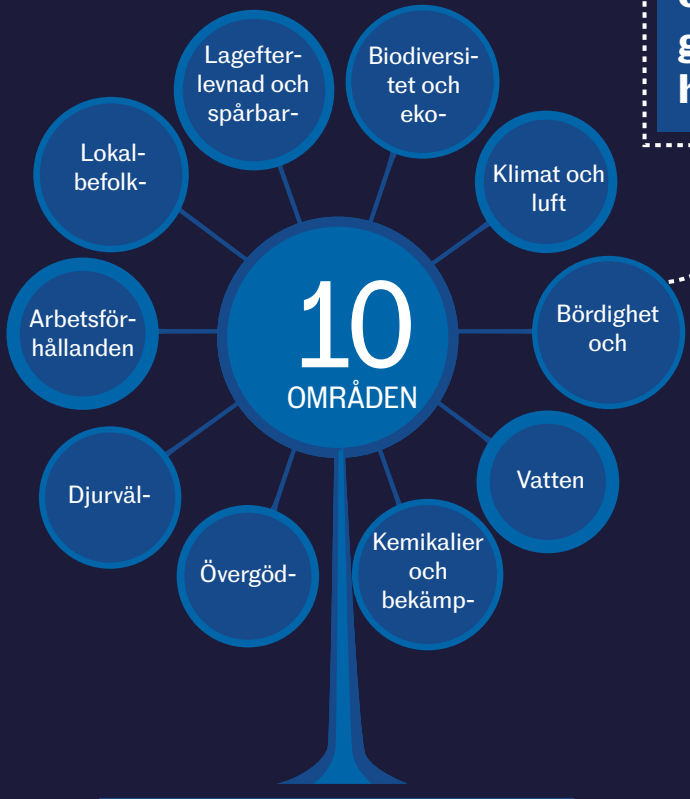 Lagefter-
levnad och
spårbar-
Biodiversi-
tet och
eko-
Klimat och
luft
Bördighet
och
Vatten
Kemikalier
och
bekämp-
Övergöd-
Djurväl-
Arbetsför-
hållanden
Lokal-
befolk-
10
OMRÅDEN